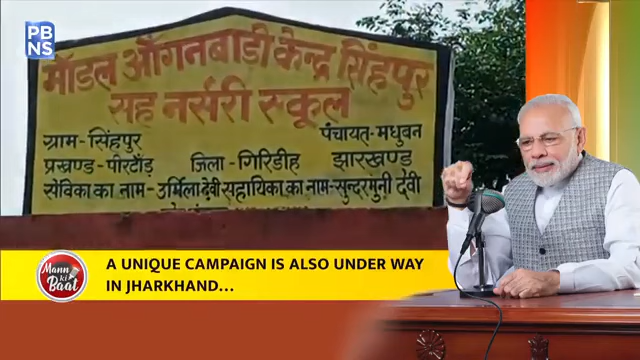 PB
NS
मॉडल आँगनबाड़ी केन्द्र सिंहपुर
सह नर्सरी स्कूल
ग्राम-सिंहपुर
पंचायत-मधुबन
प्रखण्ड-पीरटाँड़ जिला-गिरिडीह झारखण्ड
सेविका का नाम-उर्मिला देवी सहायिका का नाम-सुन्दरमुनी देवी
Mann
ki
Baat
A UNIQUE CAMPAIGN IS ALSO UNDER WAY
IN JHARKHAND...